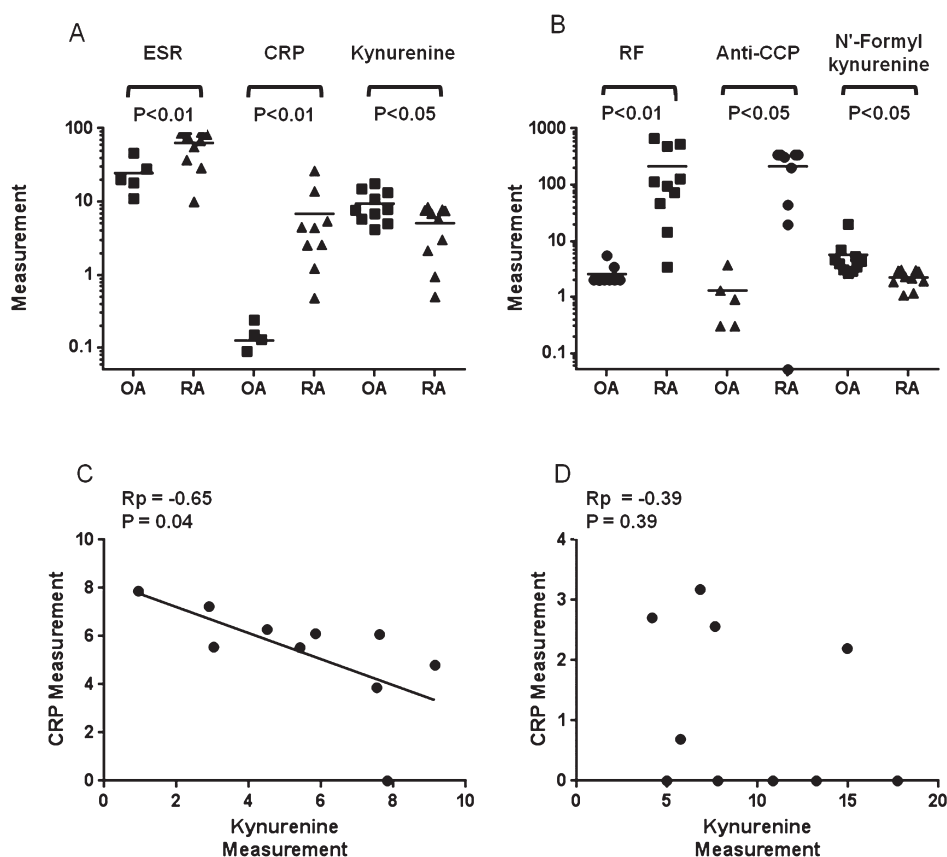 A
ESR CRP Kynurenine
P<0.01 P<0.01 P<0.05
100
10
1
0.1
Measurement
OA RA OA RA OA RA
B
RF Anti-CCP N'-Formyl
kynurenine
P<0.01 P<0.05 P<0.05
1000
100
10
1
0.1
Measurement
OA RA OA RA OA RA
C
Rp = -0.65
P = 0.04
10
8
6
4
2
0
CRP Measurement
0 2 4 6 8 10
Kynurenine
Measurement
D
Rp = -0.39
P = 0.39
4
3
2
1
0
CRP Measurement
0 5 10 15 20
Kynurenine
Measurement